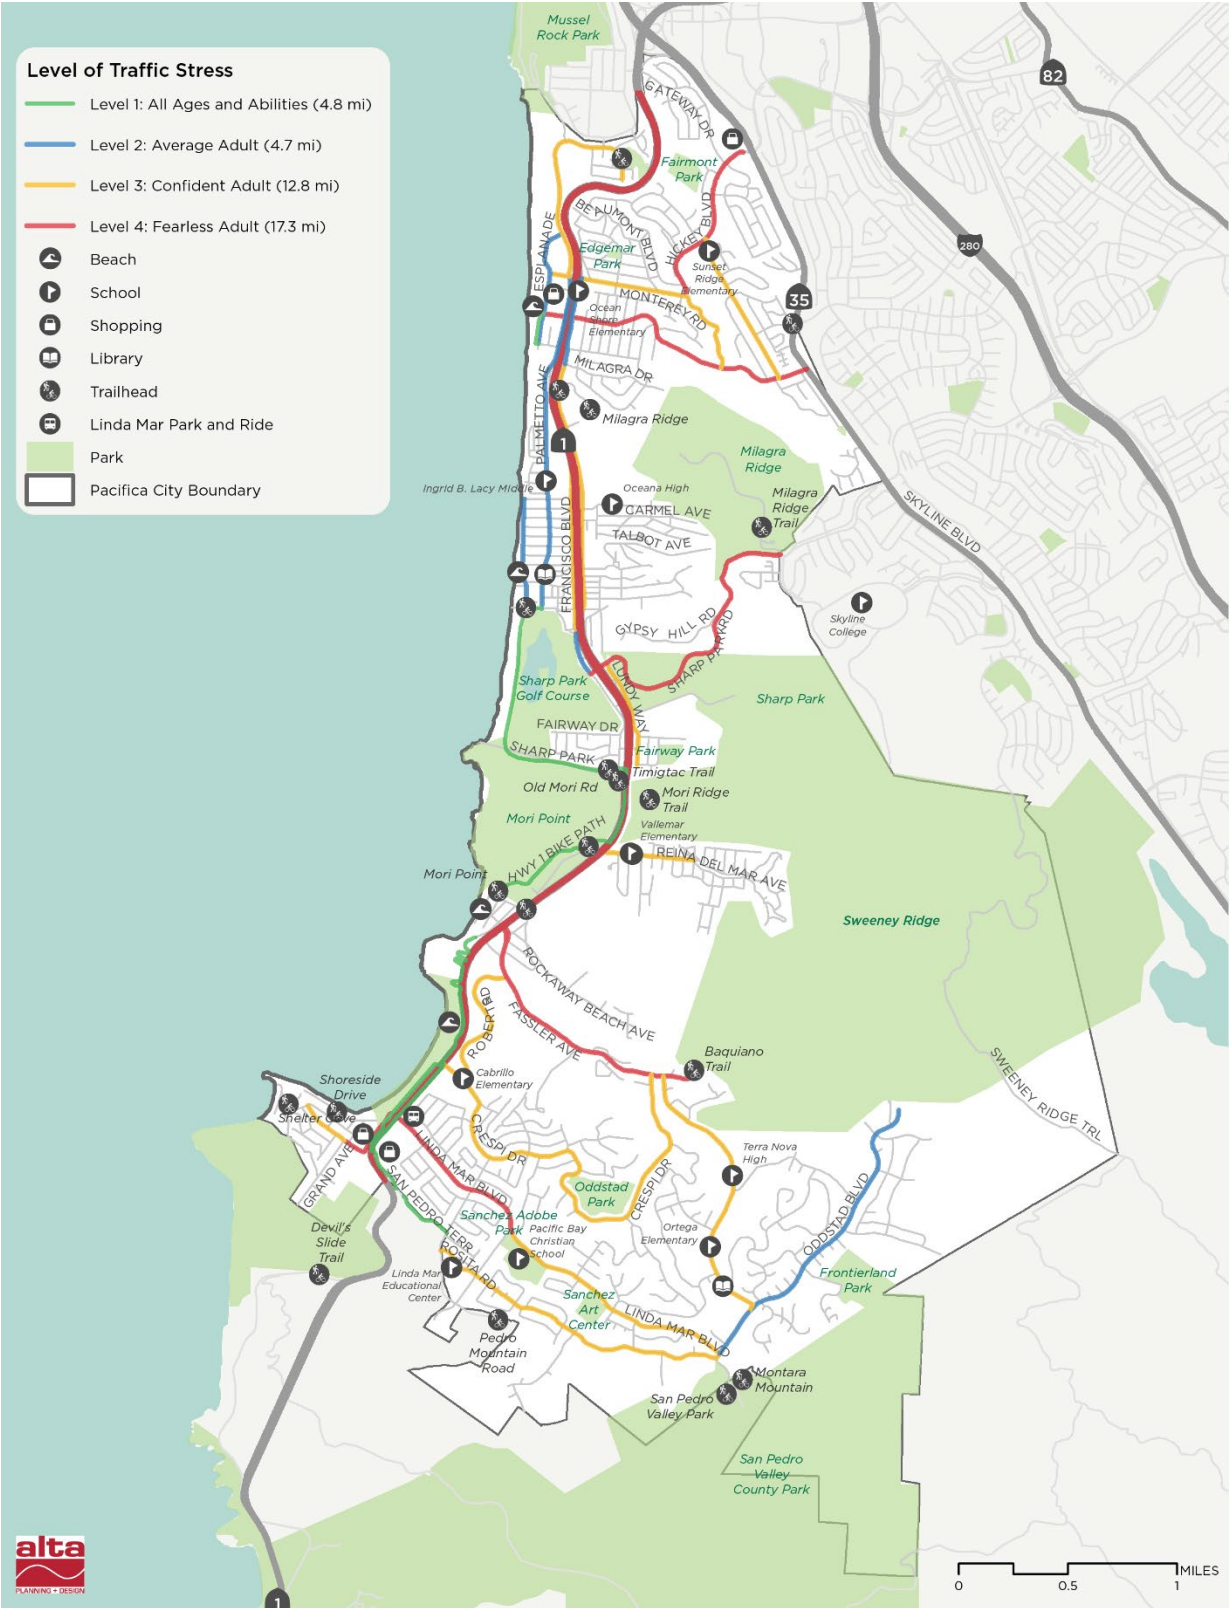 Mussel
Rock Park
82
Level of Traffic Stress
Level 1: All Ages and Abilities (4.8 mi)
Level 2: Average Adult (4.7 mi)
Level 3: Confident Adult (12.8 mi)
Level 4: Fearless Adult (17.3 mi)
Beach
School
Shopping
Library
Trailhead
Linda Mar Park and Ride
Park
Pacifica City Boundary
GATEWAY DR
Fairmont
Park
BEAUMONT BLVD
HICKEY BLVD
ESPLANADE
Edgemar
Park
280
Sunset
Ridge
Elementary
35
MONTEREY RD
Ocean
Shore
Elementary
MILAGRA DR
PALMETTO AVE
Milagra Ridge
1
Milagra
Ridge
Ingrid B. Lacy Middle
Oceana High
CARMEL AVE
Milagra
Ridge
Trail
SKYLINE BLVD
TALBOT AVE
FRANCISCO BLVD
GYPSY HILL RD
SHARP PARK RD
Skyline
College
LUNDY WAY
Sharp Park
Golf Course
Sharp Park
FAIRWAY DR
SHARP PARK
Fairway Park
Timigtac Trail
Old Mori Rd
Mori Ridge
Trail
Mori Point
HWY 1 BIKE PATH
Vallemar
Elementary
REINA DEL MAR AVE
Mori Point
Sweeney Ridge
ROCKAWAY BEACH AVE
ROBERTS RD
FASSLER AVE
Baquiano
Trail
SWEENEY RIDGE TRL
Cabrillo
Elementary
Shoreside
Drive
Shelter Cove
CRESPI DR
LINDA MAR BLVD
GRAND AVE
SAN PEDRO TERR
Terra Nova
High
Oddstad
Park
CRESPI DR
ODDSTAD BLVD
Sanchez Adobe
Park
Pacific Bay
Christian
School
Ortega
Elementary
Devil's
Slide
Trail
ROSITA RD
Linda Mar
Educational
Center
Frontierland
Park
Sanchez
Art
Center
LINDA MAR BLVD
Pedro
Mountain
Road
Montara
Mountain
San Pedro
Valley Park
San Pedro
Valley
County Park
alta
PLANNING + DESIGN
1
MILES
0
0.5
1